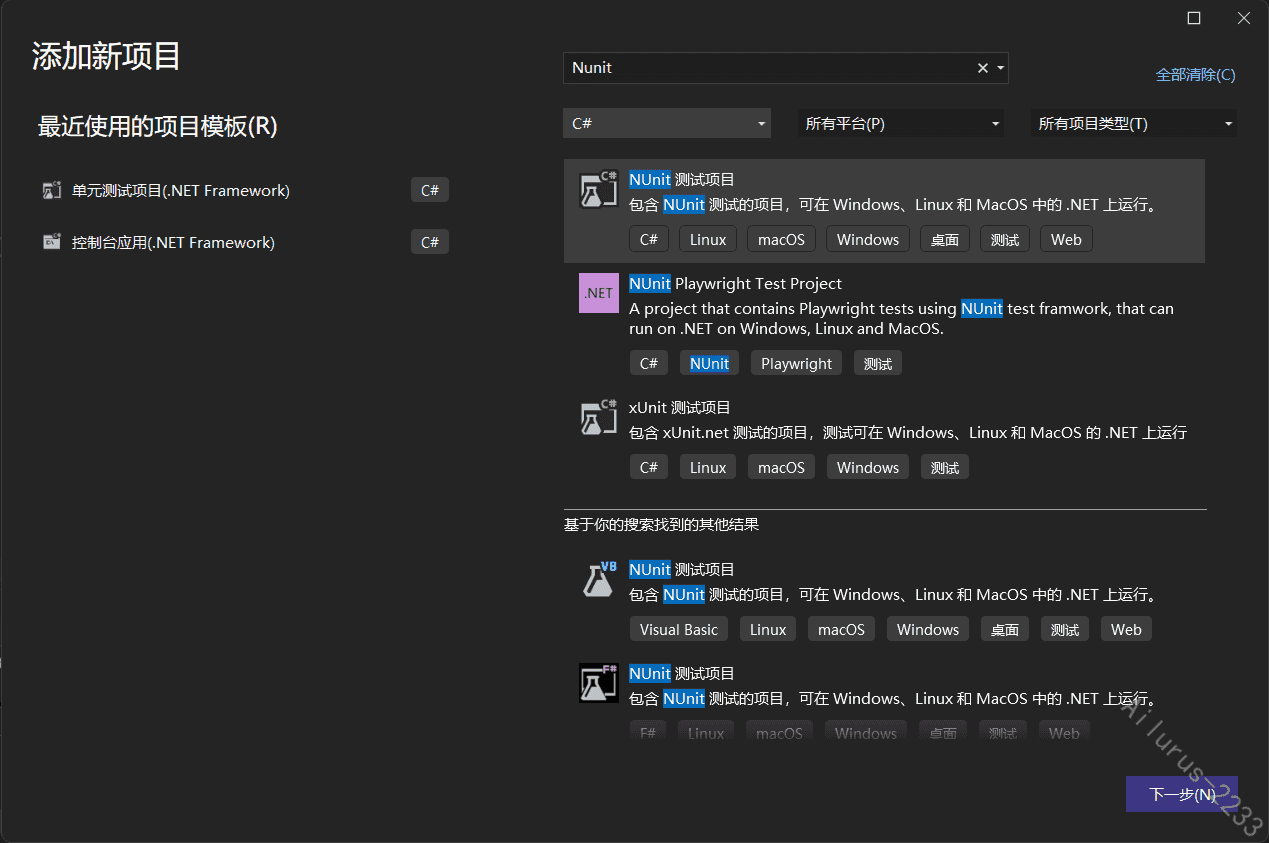 添加新项目
最近使用的项目模板(R)
单元测试项目(.NET Framework)
C#
控制台应用(.NET Framework)
C#
Nunit
全部清除(C)
C#
所有平台(P)
所有项目类型(T)
C#
NUnit 测试项目
包含 NUnit 测试的项目，可在 Windows、Linux 和 MacOS 中的 .NET 上运行。
C# Linux macOS Windows 桌面 测试 Web
.NET
NUnit Playwright Test Project
A project that contains Playwright tests using NUnit test framwork, that can
run on .NET on Windows, Linux and MacOS.
C# NUnit Playwright 测试
C#
xUnit 测试项目
包含 xUnit.net 测试的项目，测试可在 Windows、Linux 和 MacOS 的 .NET 上运行
C# Linux macOS Windows 测试
基于你的搜索找到的其他结果
VB
NUnit 测试项目
包含 NUnit 测试的项目，可在 Windows、Linux 和 MacOS 中的 .NET 上运行。
Visual Basic Linux macOS Windows 桌面 测试 Web
F#
NUnit 测试项目
包含 NUnit 测试的项目，可在 Windows、Linux 和 MacOS 中的 .NET 上运行。
F# Linux macOS Windows 桌面 测试 Web
下一步(N)
Ailurus-2233